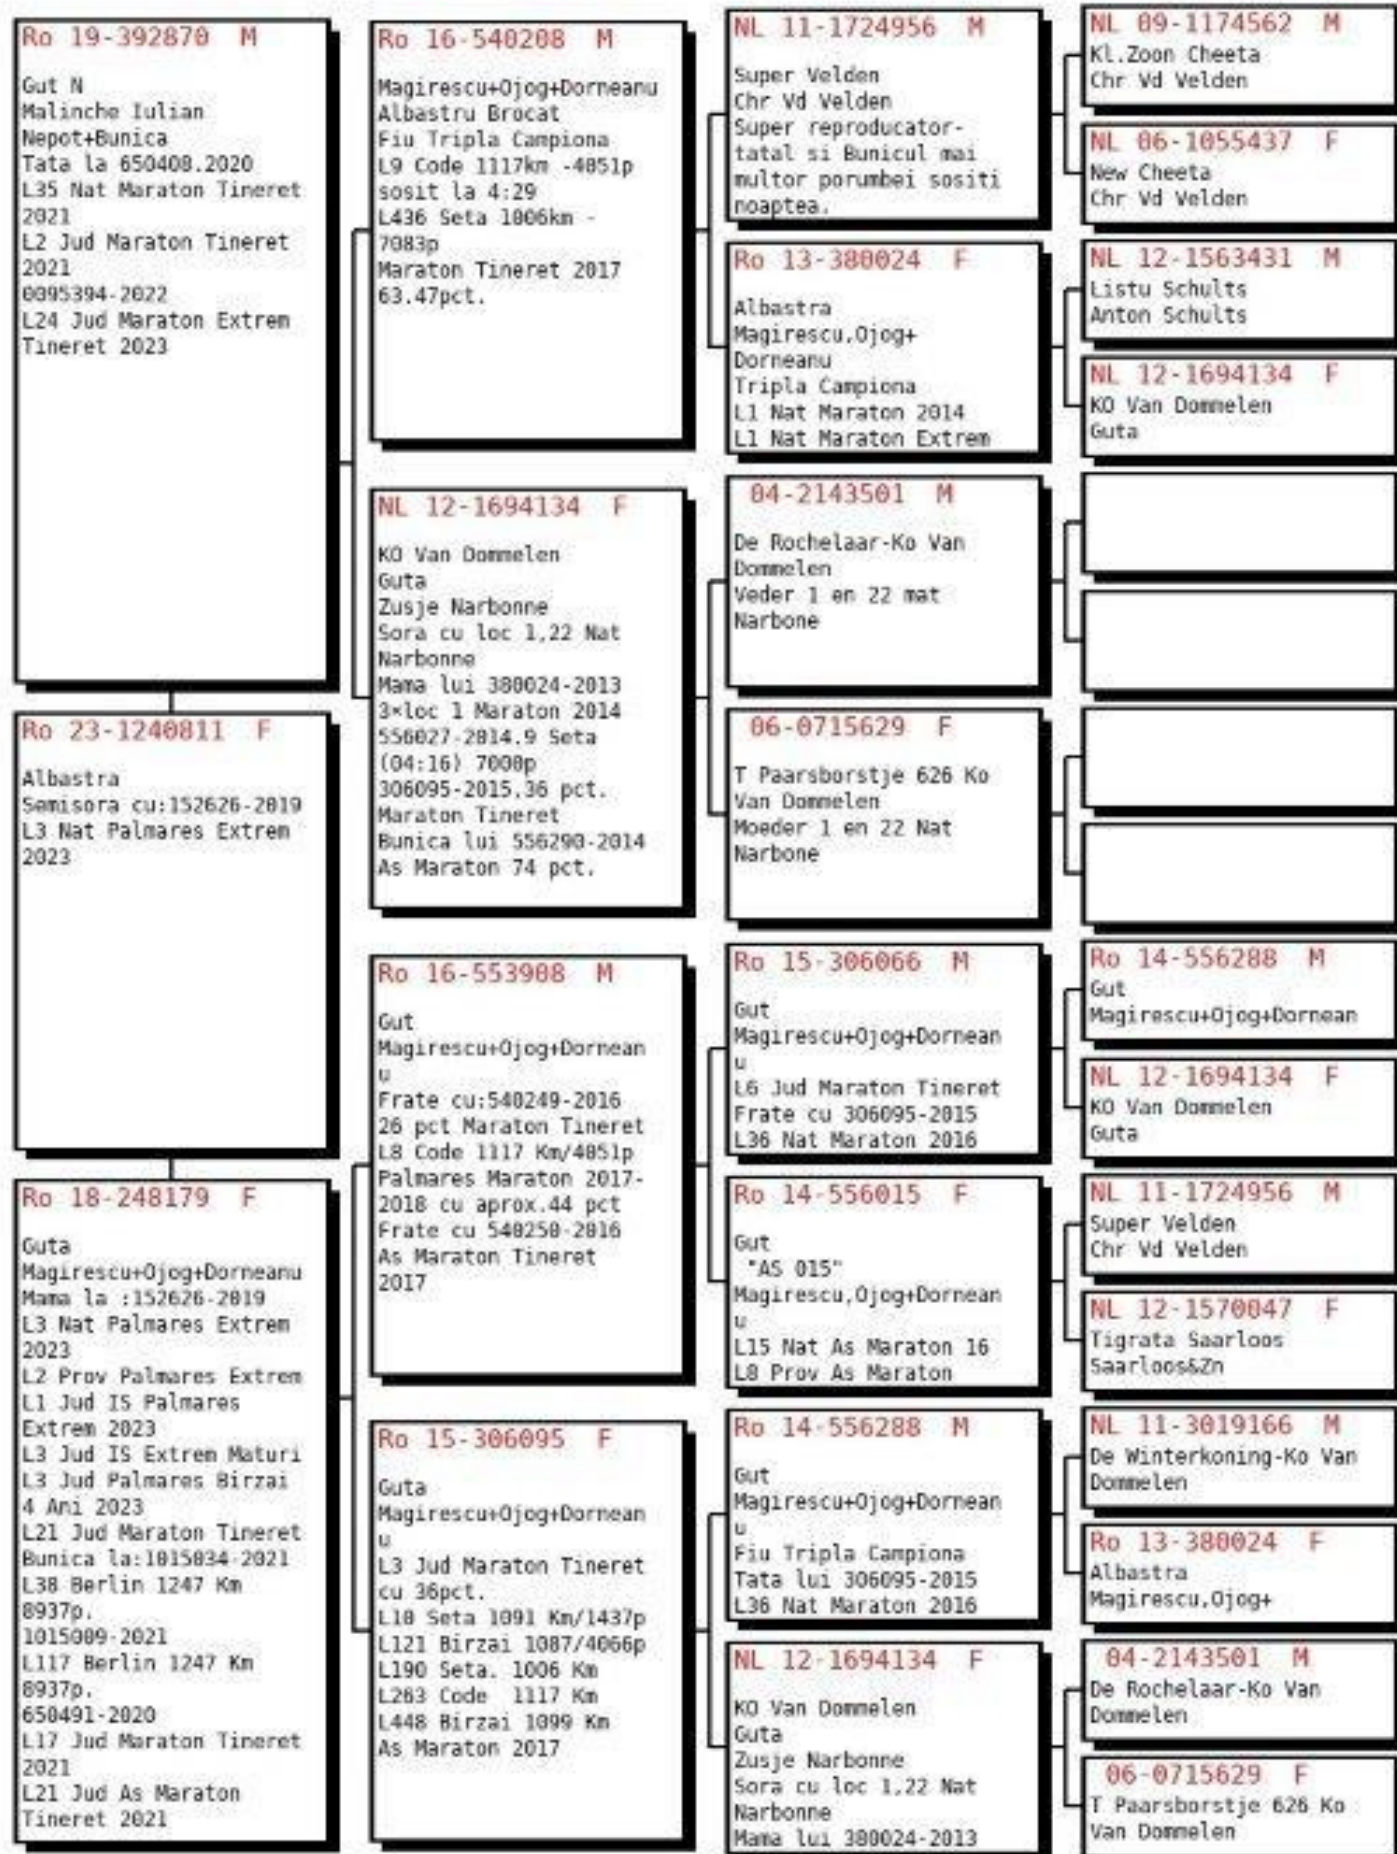 Ro 19-392870 M
Gut N
Malinche Iulian
Nepot+Bunica
Tata la 650408.2020
L35 Nat Maraton Tineret
2021
L2 Jud Maraton Tineret
2021
0095394-2022
L24 Jud Maraton Extrem
Tineret 2023
Ro 23-1240811 F
Albastra
Semisora cu:152626-2019
L3 Nat Palmares Extrem
2023
Ro 18-248179 F
Guta
Magirescu+Ojog+Dorneanu
Mama la :152626-2019
L3 Nat Palmares Extrem
2023
L2 Prov Palmares Extrem
L1 Jud IS Palmares
Extrem 2023
L3 Jud IS Extrem Maturi
L3 Jud Palmares Birzai
4 Ani 2023
L21 Jud Maraton Tineret
Bunica la:1015034-2021
L38 Berlin 1247 Km
8937p.
1015009-2021
L117 Berlin 1247 Km
8937p.
650491-2020
L17 Jud Maraton Tineret
2021
L21 Jud As Maraton
Tineret 2021
Ro 16-540208 M
Magirescu+Ojog+Dorneanu
Albastru Brocat
Fiu Tripla Campiona
L9 Code 1117km -4051p
sosit la 4:29
L436 Seta 1006km -
7083p
Maraton Tineret 2017
63.47pct.
NL 12-1694134 F
KO Van Dommelen
Guta
Zusje Narbonne
Sora cu loc 1,22 Nat
Narbonne
Mama lui 380024-2013
3×loc 1 Maraton 2014
556027-2014.9 Seta
(04:16) 7000p
306095-2015.36 pct.
Maraton Tineret
Bunica lui 556290-2014
As Maraton 74 pct.
Ro 16-553908 M
Gut
Magirescu+Ojog+Dornean
u
Frate cu:540249-2016
26 pct Maraton Tineret
L8 Code 1117 Km/4051p
Palmares Maraton 2017-
2018 cu aprox.44 pct
Frate cu 540250-2016
As Maraton Tineret
2017
Ro 15-306095 F
Guta
Magirescu+Ojog+Dornean
u
L3 Jud Maraton Tineret
cu 36pct.
L10 Seta 1091 Km/1437p
L121 Birzai 1087/4066p
L190 Seta. 1006 Km
L263 Code 1117 Km
L448 Birzai 1099 Km
As Maraton 2017
NL 11-1724956 M
Super Velden
Chr Vd Velden
Super reproducator-
tatal si Bunicul mai
multor porumbei sositi
noaptea.
Ro 13-380024 F
Albastra
Magirescu,Ojog+
Dorneanu
Tripla Campiona
L1 Nat Maraton 2014
L1 Nat Maraton Extrem
04-2143501 M
De Rochelaar-Ko Van
Dommelen
Veder 1 en 22 mat
Narbone
06-0715629 F
T Paarsborstje 626 Ko
Van Dommelen
Moeder 1 en 22 Nat
Narbone
Ro 15-306066 M
Gut
Magirescu+Ojog+Dornean
u
L6 Jud Maraton Tineret
Frate cu 306095-2015
L36 Nat Maraton 2016
Ro 14-556015 F
Gut
"AS 015"
Magirescu,Ojog+Dornean
u
L15 Nat As Maraton 16
L8 Prov As Maraton
Ro 14-556288 M
Gut
Magirescu+Ojog+Dornean
u
Fiu Tripla Campiona
Tata lui 306095-2015
L36 Nat Maraton 2016
NL 12-1694134 F
KO Van Dommelen
Guta
Zusje Narbonne
Sora cu loc 1,22 Nat
Narbonne
Mama lui 380024-2013
NL 09-1174562 M
Kl.Zoon Cheeta
Chr Vd Velden
NL 06-1055437 F
New Cheeta
Chr Vd Velden
NL 12-1563431 M
Listu Schults
Anton Schults
NL 12-1694134 F
KO Van Dommelen
Guta
Ro 14-556288 M
Gut
Magirescu+Ojog+Dornean
NL 12-1694134 F
KO Van Dommelen
Guta
NL 11-1724956 M
Super Velden
Chr Vd Velden
NL 12-1570047 F
Tigrata Saarloos
Saarloos&Zn
NL 11-3019166 M
De Winterkoning-Ko Van
Dommelen
Ro 13-380024 F
Albastra
Magirescu,Ojog+
04-2143501 M
De Rochelaar-Ko Van
Dommelen
06-0715629 F
T Paarsborstje 626 Ko
Van Dommelen